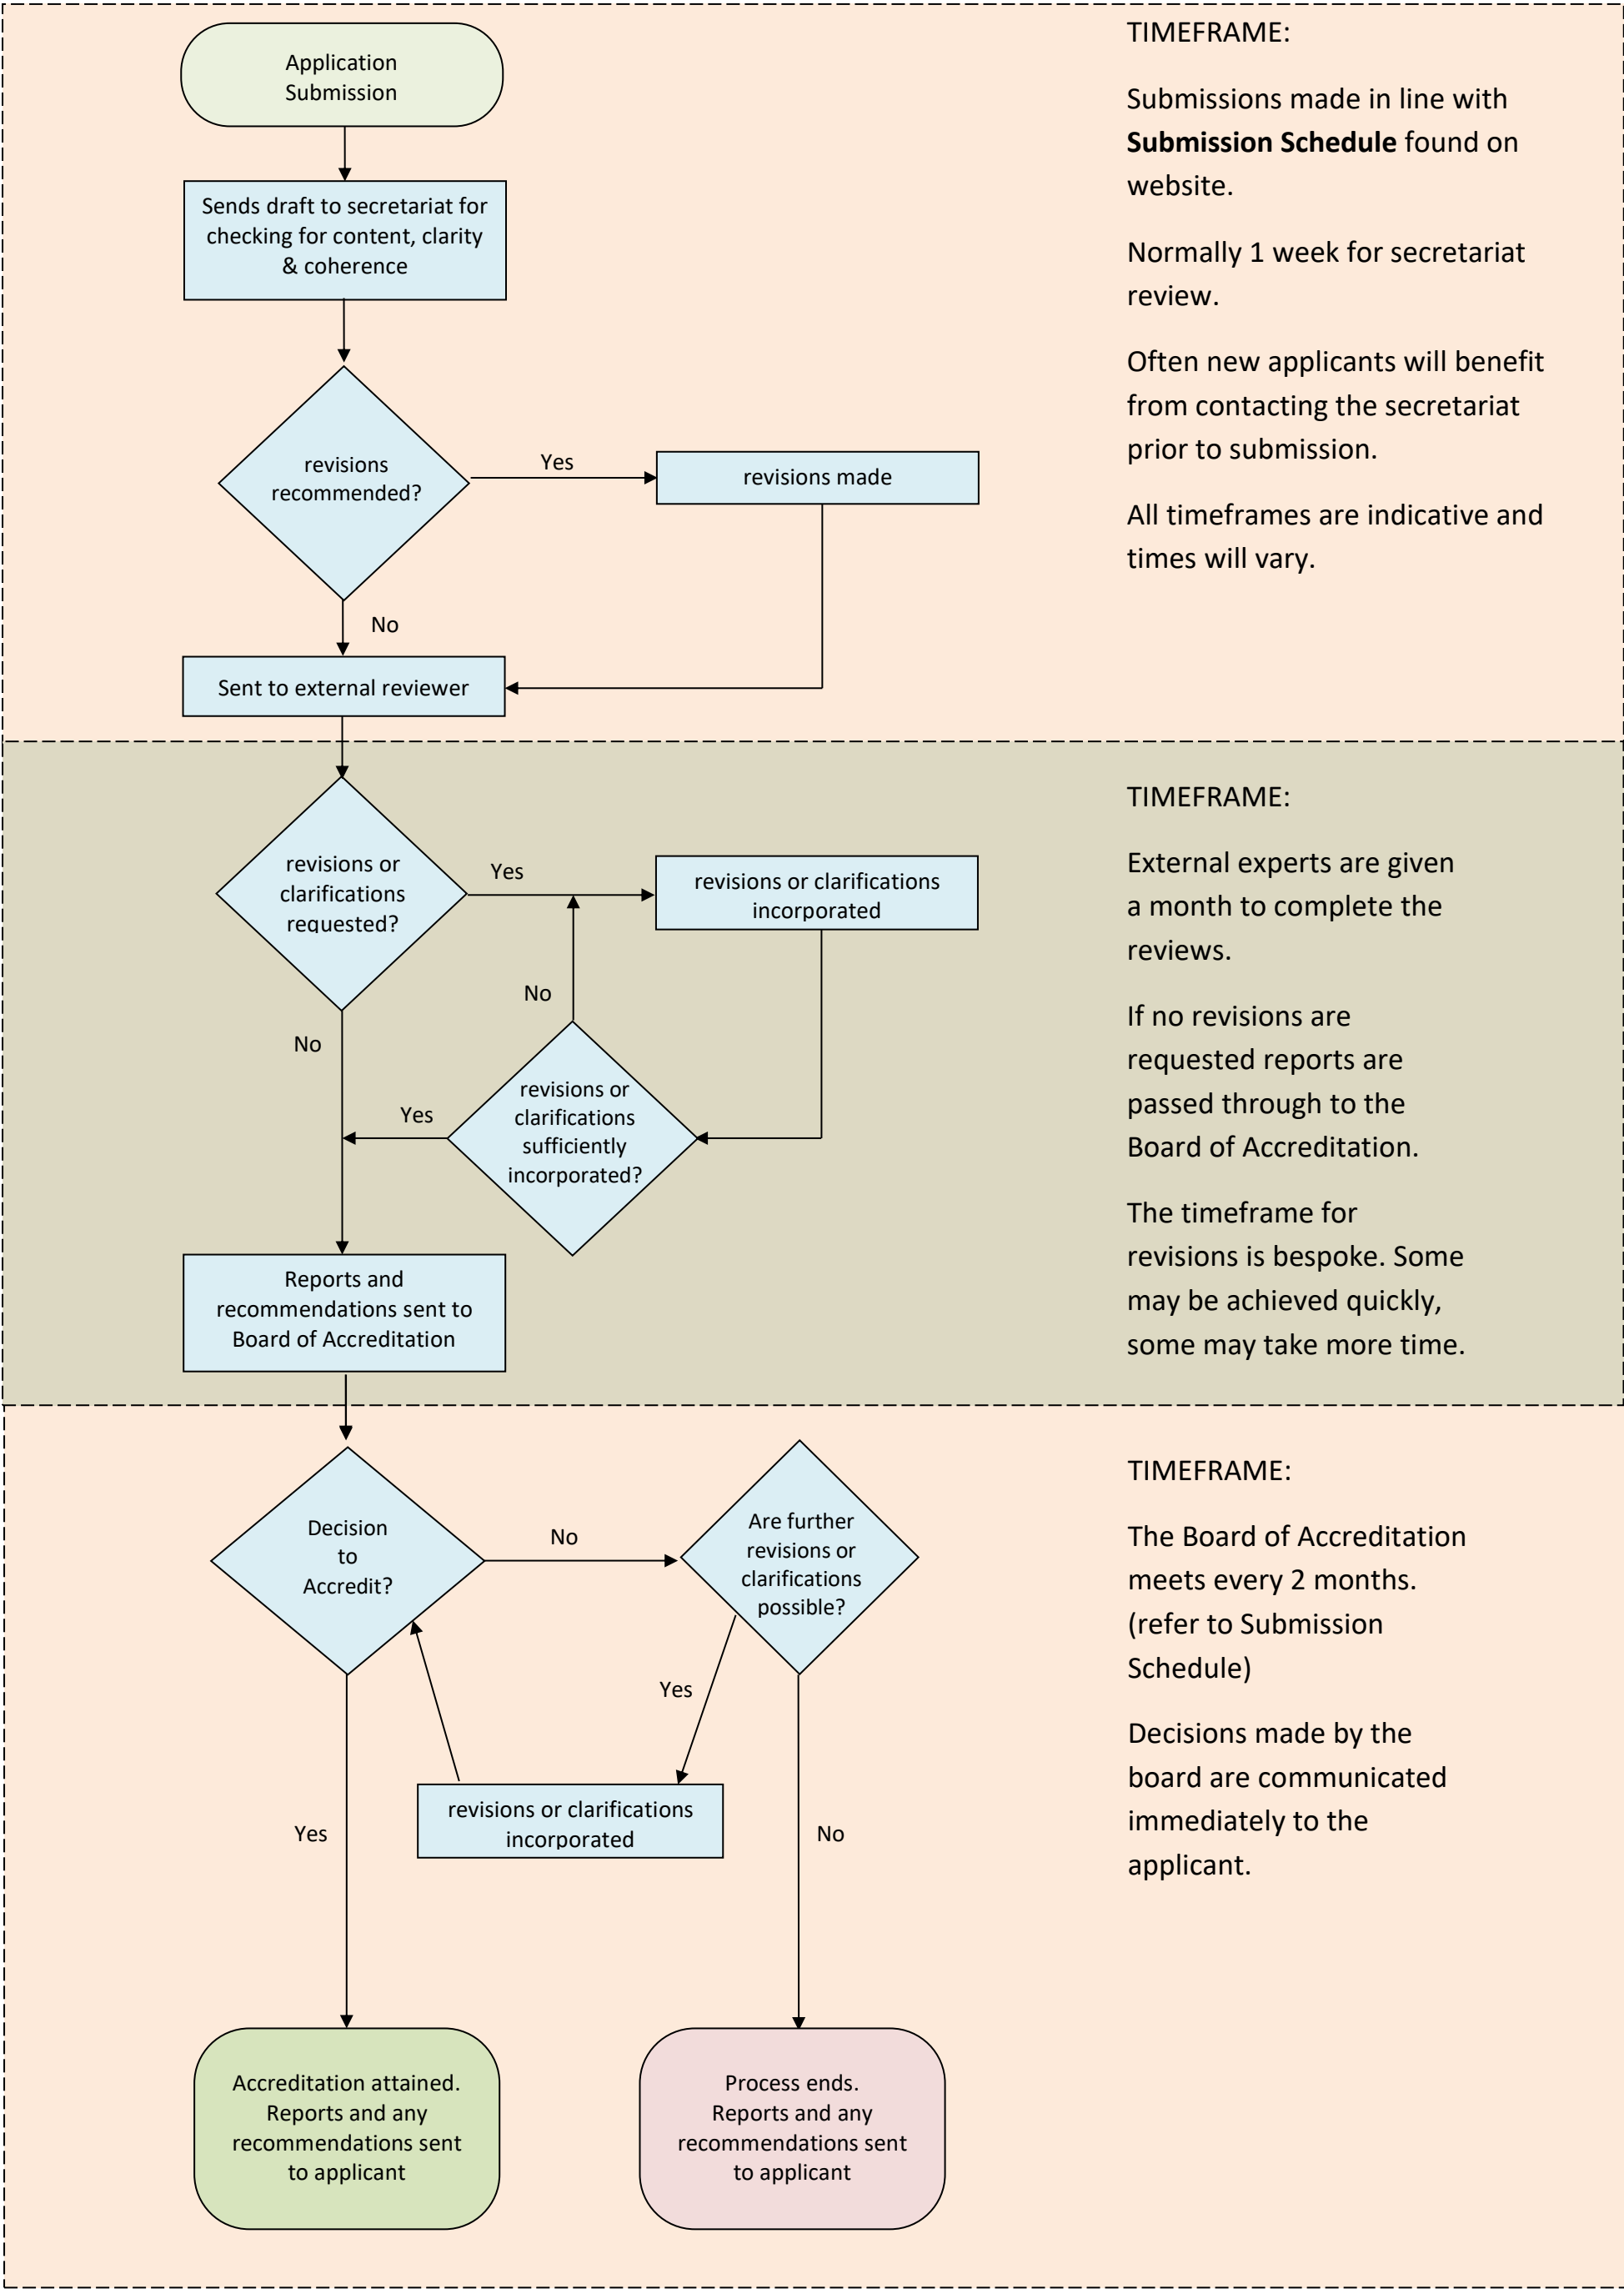 Application
Submission
Sends draft to secretariat for
checking for content, clarity
& coherence
revisions
recommended?
Yes
revisions made
No
Sent to external reviewer
TIMEFRAME:
Submissions made in line with
Submission Schedule found on
website.
Normally 1 week for secretariat
review.
Often new applicants will benefit
from contacting the secretariat
prior to submission.
All timeframes are indicative and
times will vary.
revisions or
clarifications
requested?
Yes
revisions or clarifications
incorporated
No
No
revisions or
clarifications
sufficiently
incorporated?
Yes
Reports and
recommendations sent to
Board of Accreditation
TIMEFRAME:
External experts are given
a month to complete the
reviews.
If no revisions are
requested reports are
passed through to the
Board of Accreditation.
The timeframe for
revisions is bespoke. Some
may be achieved quickly,
some may take more time.
Decision
to
Accredit?
No
Are further
revisions or
clarifications
possible?
Yes
revisions or clarifications
incorporated
Yes
No
Accreditation attained.
Reports and any
recommendations sent
to applicant
Process ends.
Reports and any
recommendations sent
to applicant
TIMEFRAME:
The Board of Accreditation
meets every 2 months.
(refer to Submission
Schedule)
Decisions made by the
board are communicated
immediately to the
applicant.